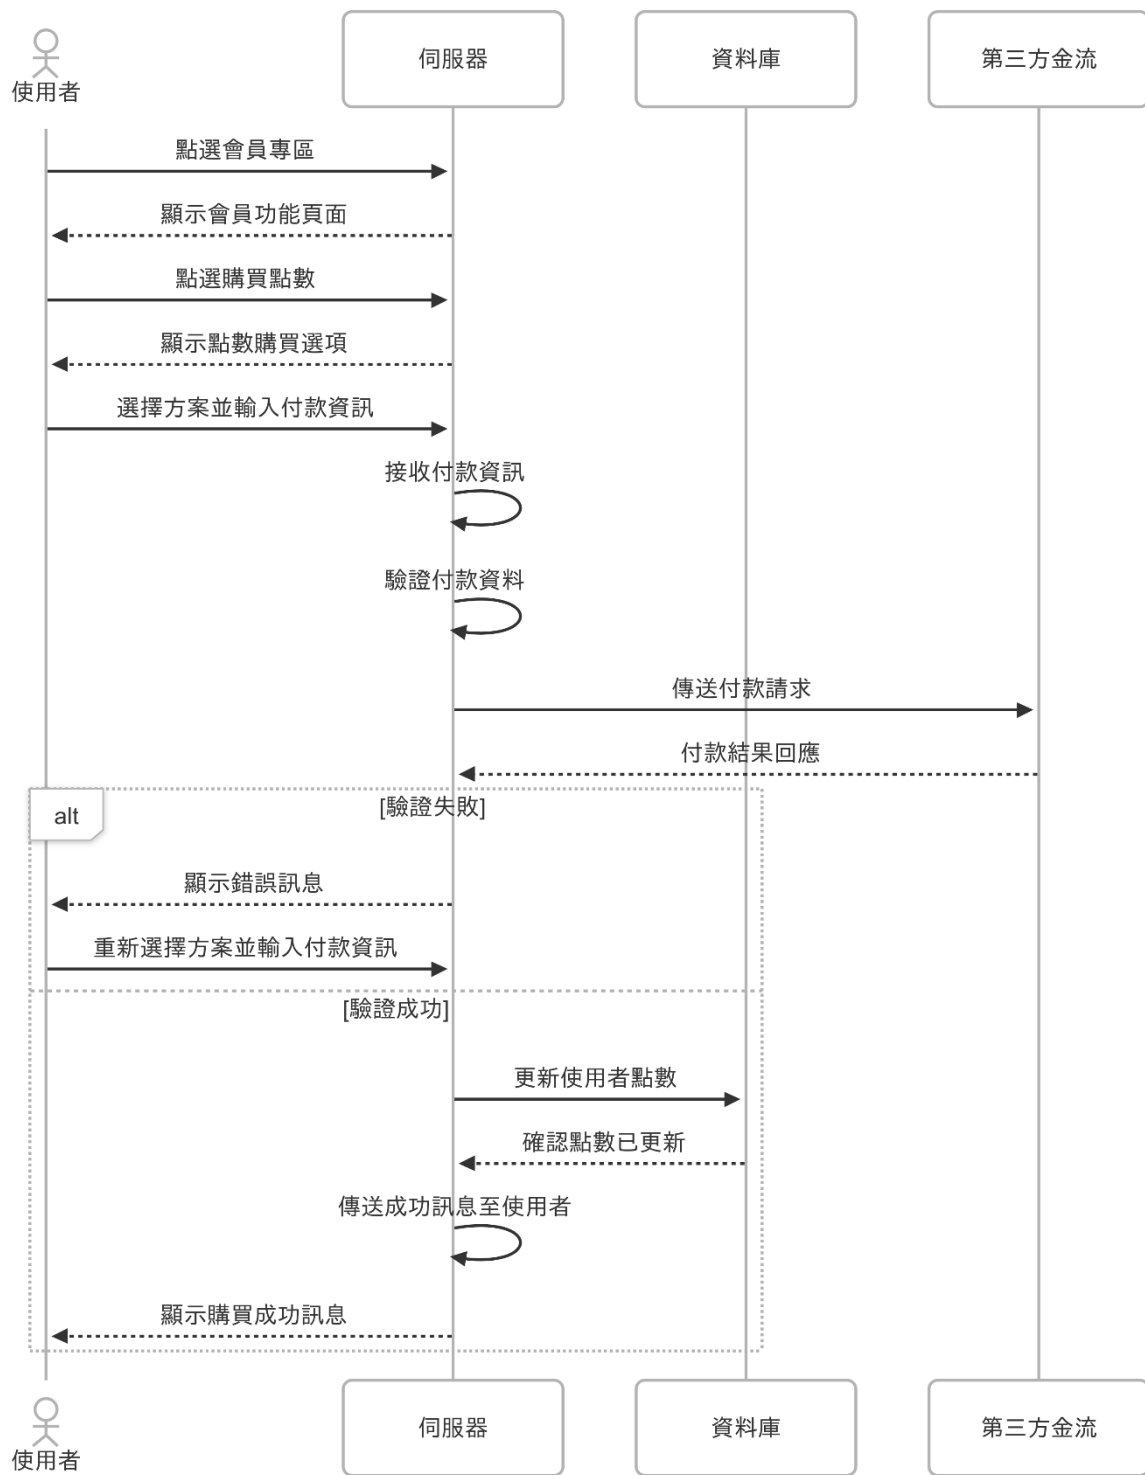 使用者
伺服器
資料庫
第三方金流
點選會員專區
顯示會員功能頁面
點選購買點數
顯示點數購買選項
選擇方案並輸入付款資訊
接收付款資訊
驗證付款資料
傳送付款請求
付款結果回應
alt
[驗證失敗]
顯示錯誤訊息
重新選擇方案並輸入付款資訊
[驗證成功]
更新使用者點數
確認點數已更新
傳送成功訊息至使用者
顯示購買成功訊息
使用者
伺服器
資料庫
第三方金流